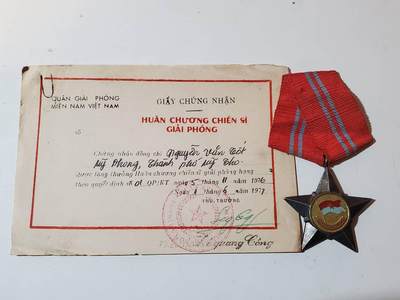 QUÂN GIẢI PHÓNG
MIỀN NAM VIỆT NAM
GIẤY CHỨNG NHẬN
HUÂN CHƯƠNG CHIẾN SĨ
GIẢI PHÓNG
Chứng nhận đồng chí Nguyễn Văn Tốt
Mỹ Phong, Thành phố Mỹ Tho
Được tặng thưởng Huân chương chiến sĩ giải phóng hạng
theo quyết định số 01 QP/KT ngày 5 tháng 11 năm 1976
Ngày 1 tháng 6 năm 1977
THỦ TRƯỞNG
Quang Công